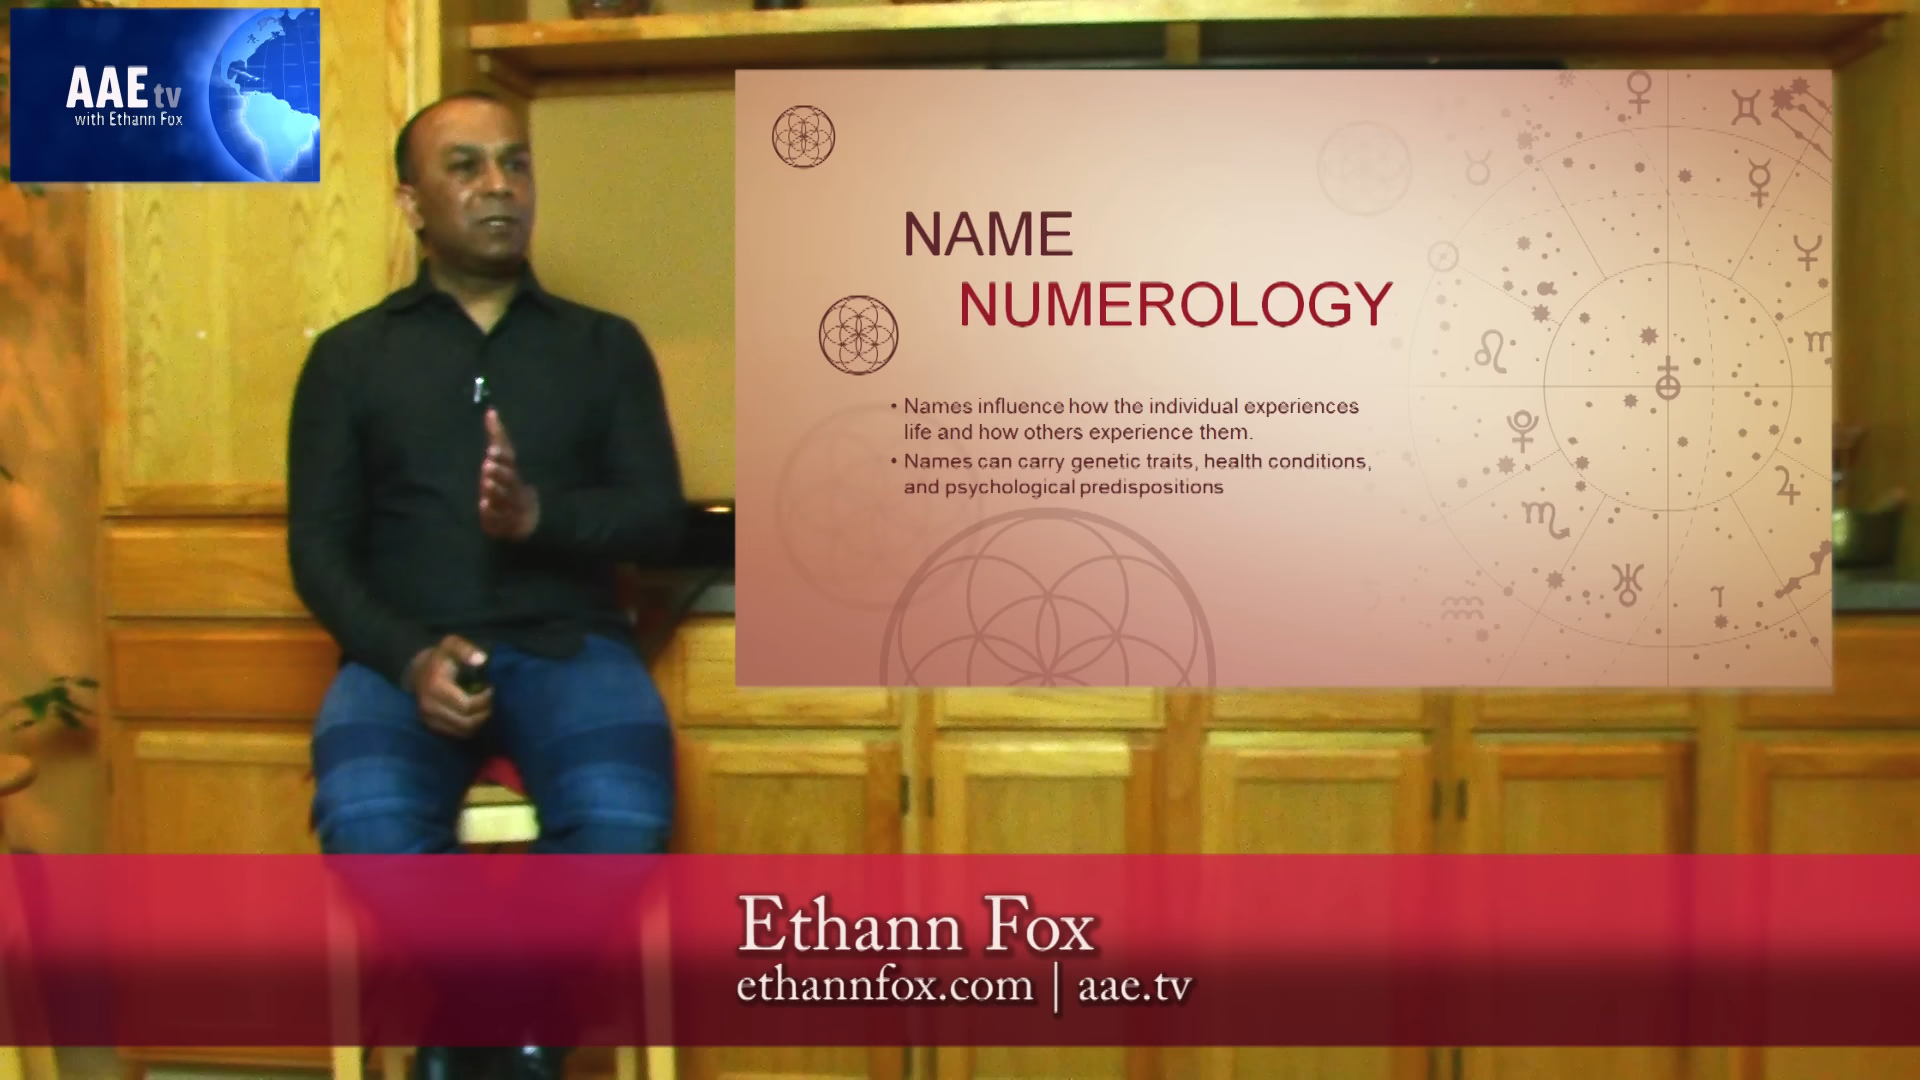 AAE tv
with Ethann Fox
NAME
NUMEROLOGY
• Names influence how the individual experiences
life and how others experience them.
• Names can carry genetic traits, health conditions,
and psychological predispositions
Ethann Fox
ethannfox.com | aae.tv